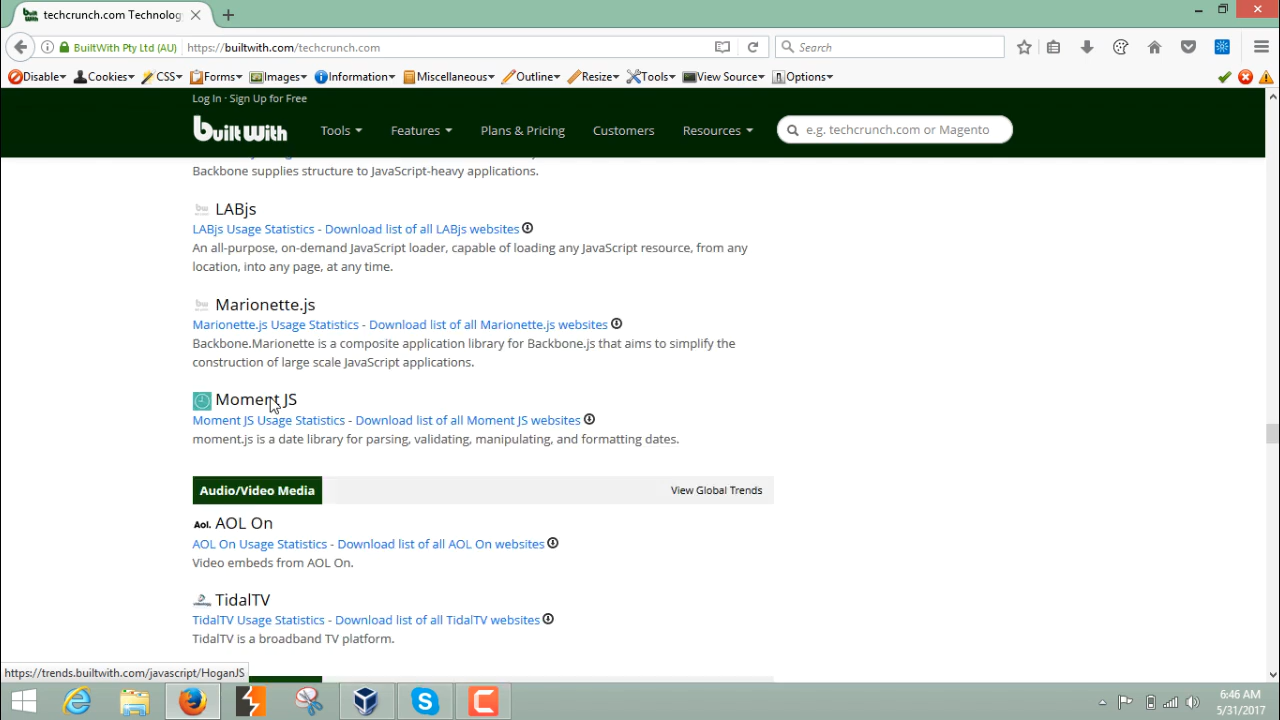 techcrunch.com Technolog
BuiltWith Pty Ltd (AU)
https://builtwith.com/techcrunch.com
Search
Disable Cookies CSS Forms Images Information Miscellaneous Outline Resize Tools View Source Options
Log In · Sign Up for Free
built with
Tools Features Plans & Pricing Customers Resources
e.g. techcrunch.com or Magento
Backbone supplies structure to JavaScript-heavy applications.
LABjs
LABjs Usage Statistics - Download list of all LABjs websites
An all-purpose, on-demand JavaScript loader, capable of loading any JavaScript resource, from any
location, into any page, at any time.
Marionette.js
Marionette.js Usage Statistics - Download list of all Marionette.js websites
Backbone.Marionette is a composite application library for Backbone.js that aims to simplify the
construction of large scale JavaScript applications.
Moment JS
Moment JS Usage Statistics - Download list of all Moment JS websites
moment.js is a date library for parsing, validating, manipulating, and formatting dates.
Audio/Video Media
View Global Trends
Aol. AOL On
AOL On Usage Statistics - Download list of all AOL On websites
Video embeds from AOL On.
TidalTV
TidalTV Usage Statistics - Download list of all TidalTV websites
TidalTV is a broadband TV platform.
https://trends.builtwith.com/javascript/HoganJS
6:46 AM
5/31/2017